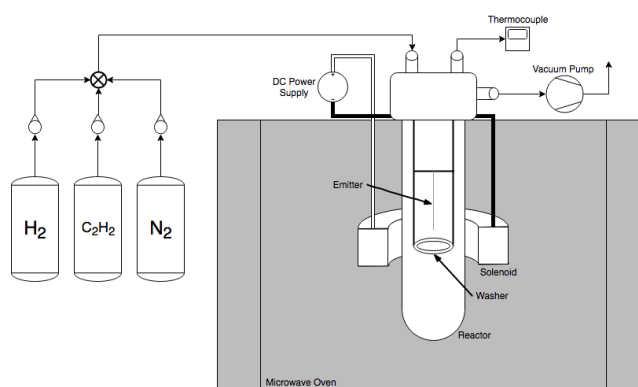 Thermocouple
DC Power
Supply
+
-
Vacuum Pump
Emitter
H2
C2H2
N2
Solenoid
Washer
Reactor
Microwave Oven